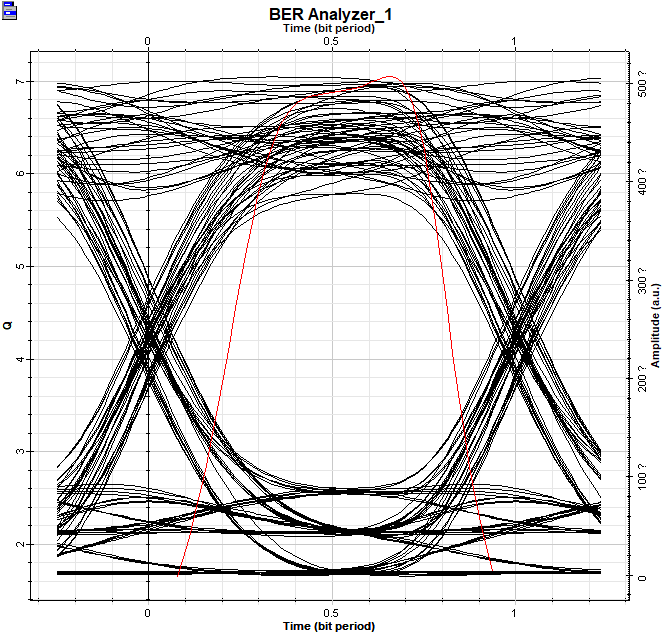 BER Analyzer_1
Time (bit period)
0 0.5 1
7
6
5
4
3
2
Q
500 ?
400 ?
300 ?
200 ?
100 ?
0
Amplitude (a.u.)
0 0.5 1
Time (bit period)